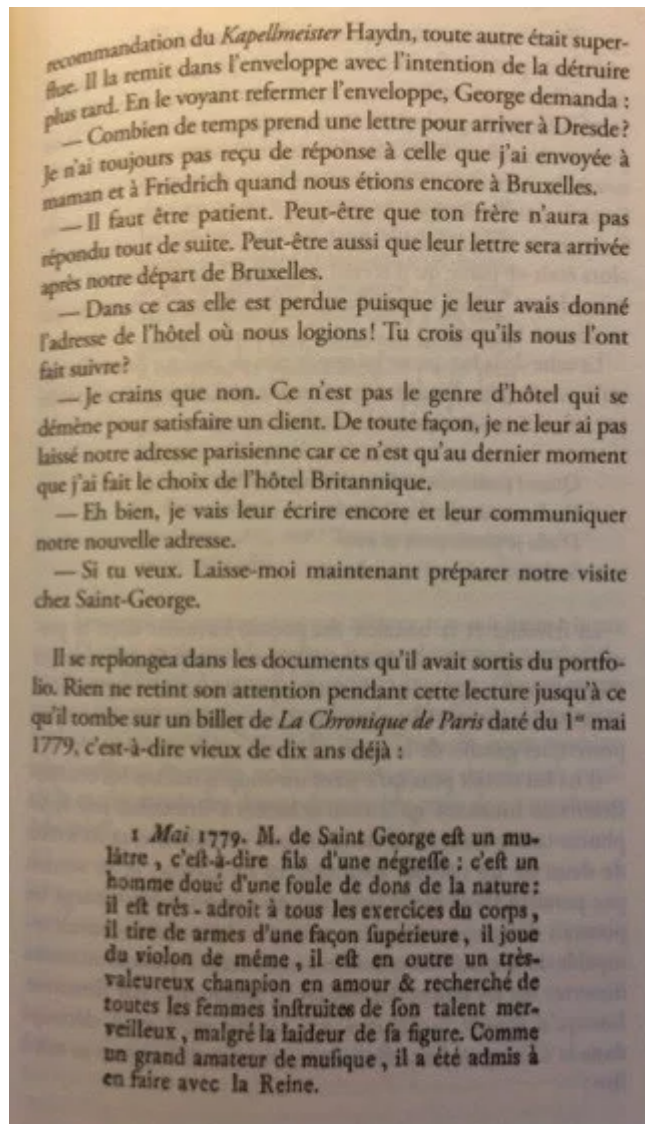 recommandation du Kapellmeister Haydn, toute autre était super-
flue. Il la remit dans l'enveloppe avec l'intention de la détruire
plus tard. En le voyant refermer l'enveloppe, George demanda :
— Combien de temps prend une lettre pour arriver à Dresde ?
Je n'ai toujours pas reçu de réponse à celle que j'ai envoyée à
maman et à Friedrich quand nous étions encore à Bruxelles.
— Il faut être patient. Peut-être que ton frère n'aura pas
répondu tout de suite. Peut-être aussi que leur lettre sera arrivée
après notre départ de Bruxelles.
— Dans ce cas elle est perdue puisque je leur avais donné
l'adresse de l'hôtel où nous logions ! Tu crois qu'ils nous l'ont
fait suivre ?
— Je crains que non. Ce n'est pas le genre d'hôtel qui se
démène pour satisfaire un client. De toute façon, je ne leur ai pas
laissé notre adresse parisienne car ce n'est qu'au dernier moment
que j'ai fait le choix de l'hôtel Britannique.
— Eh bien, je vais leur écrire encore et leur communiquer
notre nouvelle adresse.
— Si tu veux. Laisse-moi maintenant préparer notre visite
chez Saint-George.
Il se replongea dans les documents qu'il avait sortis du portfo-
lio. Rien ne retint son attention pendant cette lecture jusqu'à ce
qu'il tombe sur un billet de La Chronique de Paris daté du 1er mai
1779, c'est-à-dire vieux de dix ans déjà :
1 Mai 1779. M. de Saint George eſt un mu-
lâtre , c'eſt-à-dire fils d'une négreſſe : c'eſt un
homme doué d'une foule de dons de la nature :
il eſt très-adroit à tous les exercices du corps ,
il tire de armes d'une façon ſupérieure , il joue
du violon de même , il eſt en outre un très-
valeureux champion en amour & recherché de
toutes les femmes inſtruites de ſon talent mer-
veilleux , malgré la laideur de ſa figure. Comme
un grand amateur de muſique , il a été admis à
en faire avec la Reine.